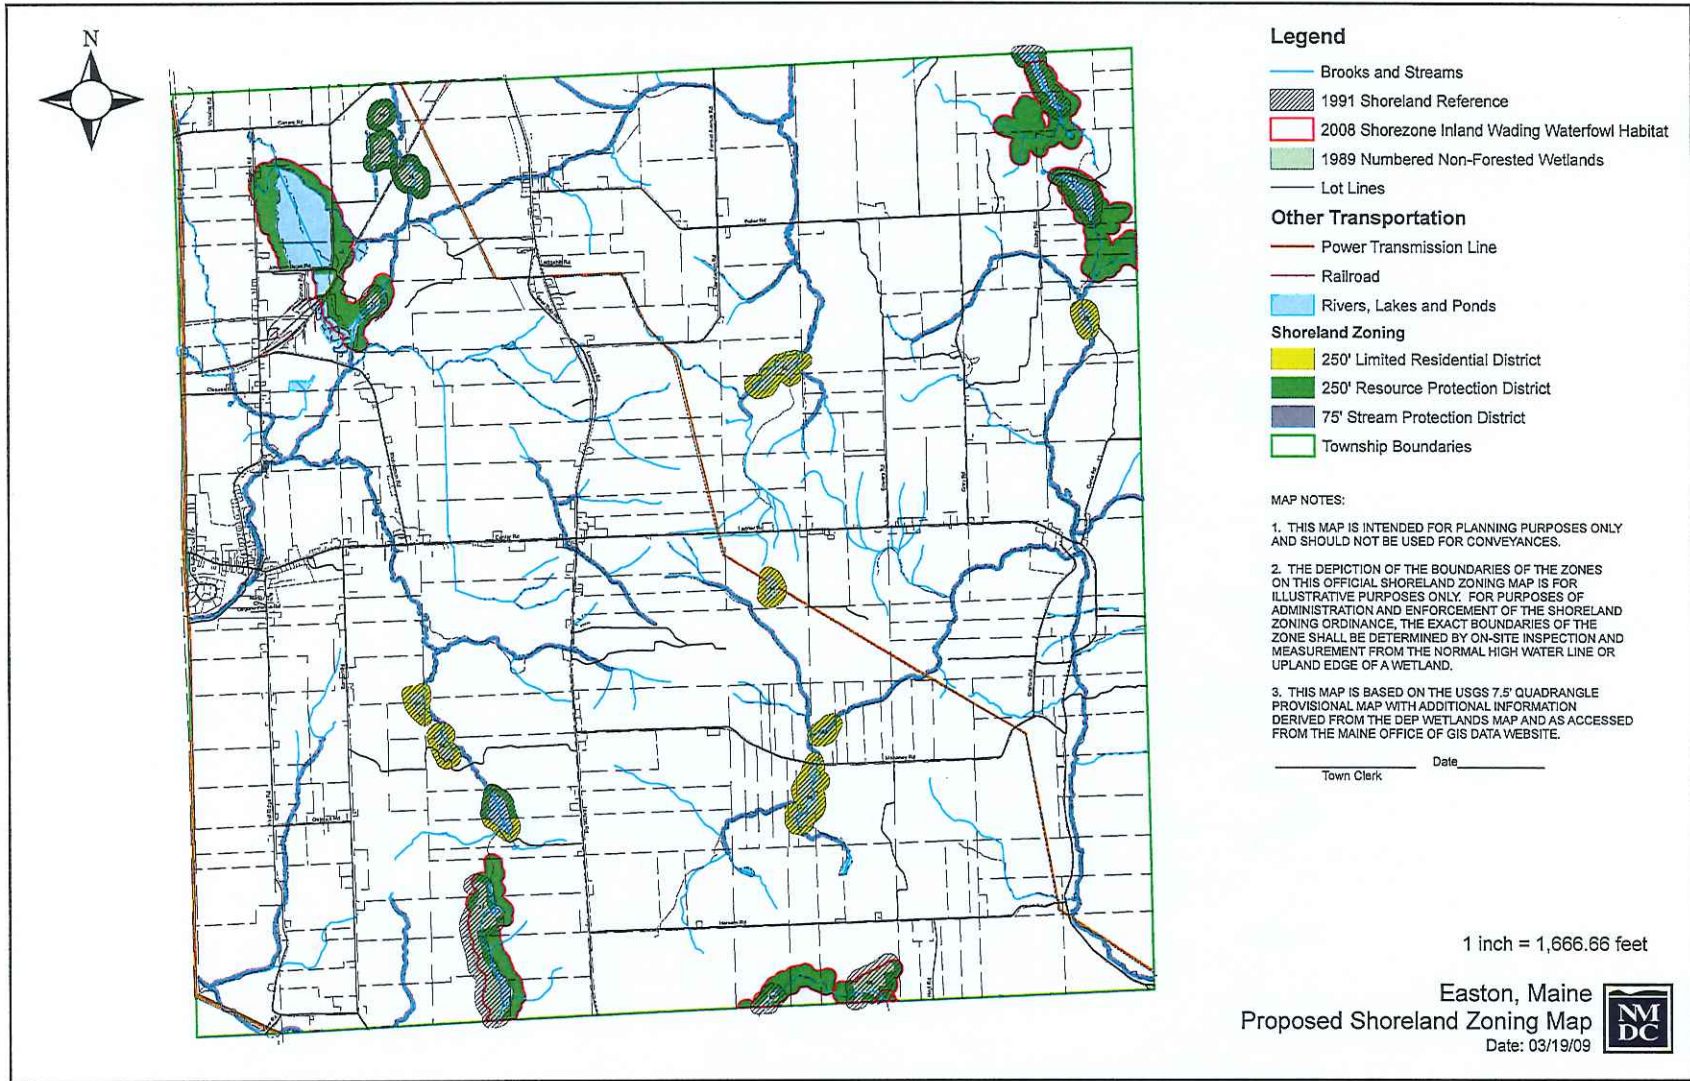 N
Legend
Brooks and Streams
1991 Shoreland Reference
2008 Shorezone Inland Wading Waterfowl Habitat
1989 Numbered Non-Forested Wetlands
Lot Lines
Other Transportation
Power Transmission Line
Railroad
Rivers, Lakes and Ponds
Shoreland Zoning
250' Limited Residential District
250' Resource Protection District
75' Stream Protection District
Township Boundaries
MAP NOTES:
1. THIS MAP IS INTENDED FOR PLANNING PURPOSES ONLY
AND SHOULD NOT BE USED FOR CONVEYANCES.
2. THE DEPICTION OF THE BOUNDARIES OF THE ZONES
ON THIS OFFICIAL SHORELAND ZONING MAP IS FOR
ILLUSTRATIVE PURPOSES ONLY. FOR PURPOSES OF
ADMINISTRATION AND ENFORCEMENT OF THE SHORELAND
ZONING ORDINANCE, THE EXACT BOUNDARIES OF THE
ZONE SHALL BE DETERMINED BY ON-SITE INSPECTION AND
MEASUREMENT FROM THE NORMAL HIGH WATER LINE OR
UPLAND EDGE OF A WETLAND.
3. THIS MAP IS BASED ON THE USGS 7.5' QUADRANGLE
PROVISIONAL MAP WITH ADDITIONAL INFORMATION
DERIVED FROM THE DEP WETLANDS MAP AND AS ACCESSED
FROM THE MAINE OFFICE OF GIS DATA WEBSITE.
Town Clerk Date
1 inch = 1,666.66 feet
Easton, Maine
Proposed Shoreland Zoning Map
Date: 03/19/09
NM
DC